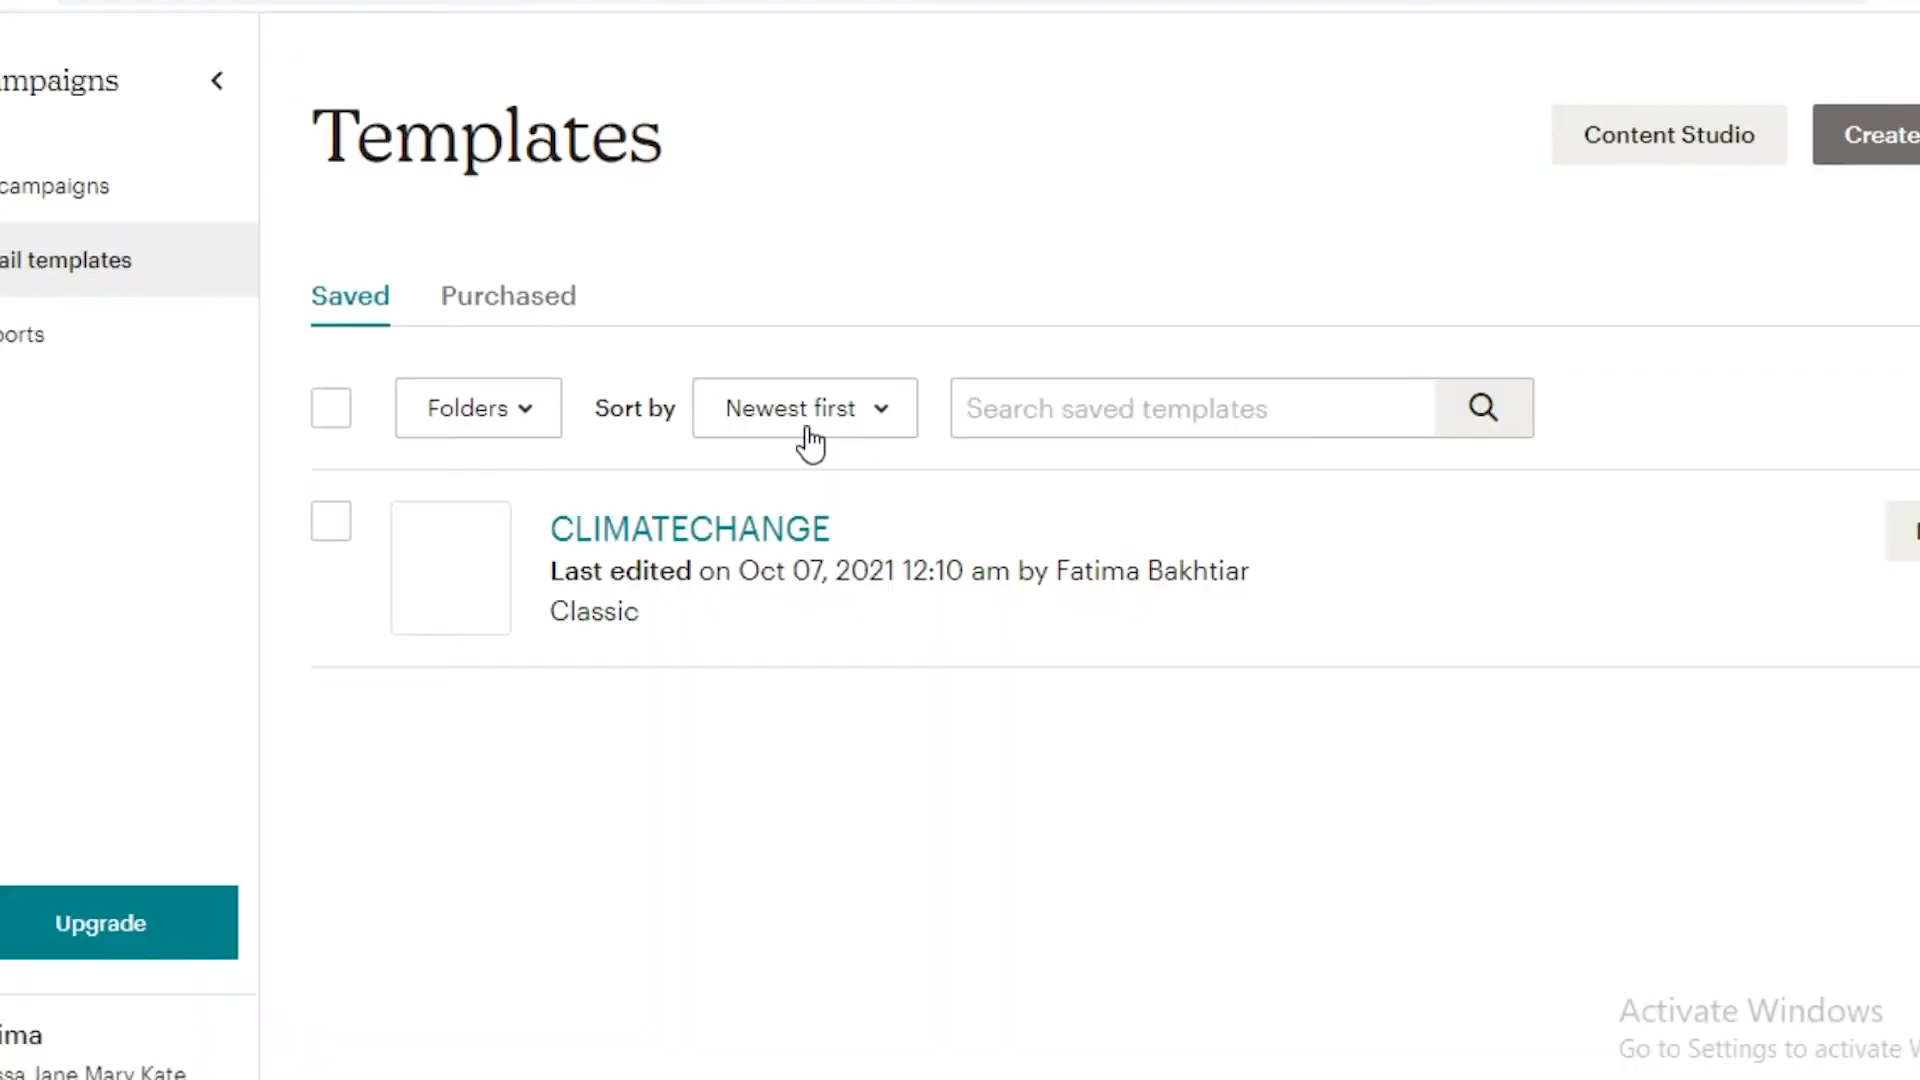 mpaigns
Templates
Content Studio
Create
campaigns
ail templates
Saved
Purchased
ports
Folders
Sort by
Newest first
Search saved templates
CLIMATECHANGE
Last edited on Oct 07, 2021 12:10 am by Fatima Bakhtiar
Classic
Upgrade
Activate Windows
Go to Settings to activate W
ima
ssa Jane Mary Kate